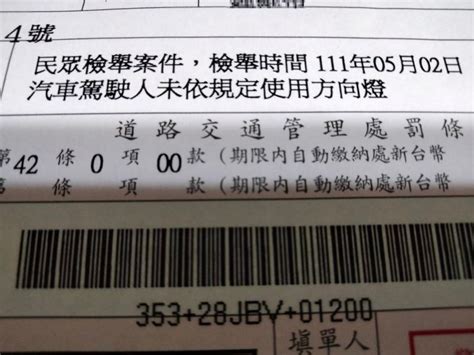 4號
民眾檢舉案件，檢舉時間 111年05月02日
汽車駕駛人未依規定使用方向燈
道路交通管理處罰條
第42條 0 項 00款 (期限內自動繳納處新台幣
第 條 項 款 (期限內自動繳納處新台幣
353+28JBV+01200
填單人